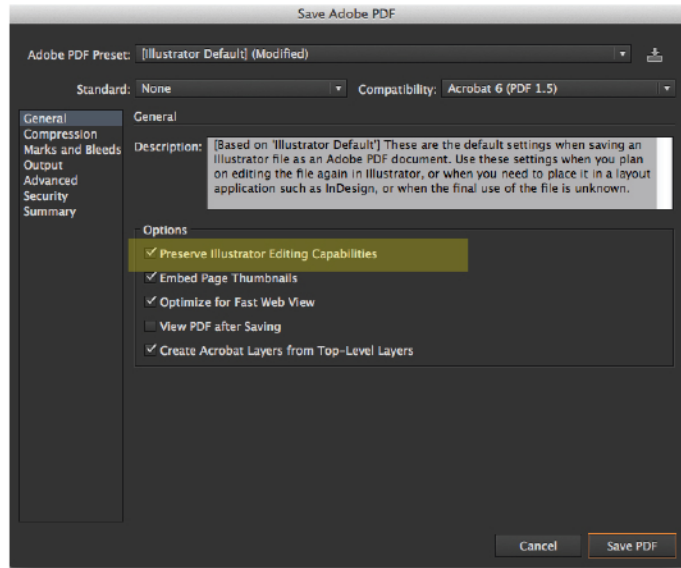 Save Adobe PDF
Adobe PDF Preset: [Illustrator Default] (Modified)
Standard: None Compatibility: Acrobat 6 (PDF 1.5)
General
Compression
Marks and Bleeds
Output
Advanced
Security
Summary
General
Description: [Based on 'Illustrator Default'] These are the default settings when saving an
Illustrator file as an Adobe PDF document. Use these settings when you plan
on editing the file again in Illustrator, or when you need to place it in a layout
application such as InDesign, or when the final use of the file is unknown.
Options
Preserve Illustrator Editing Capabilities
Embed Page Thumbnails
Optimize for Fast Web View
View PDF after Saving
Create Acrobat Layers from Top-Level Layers
Cancel Save PDF